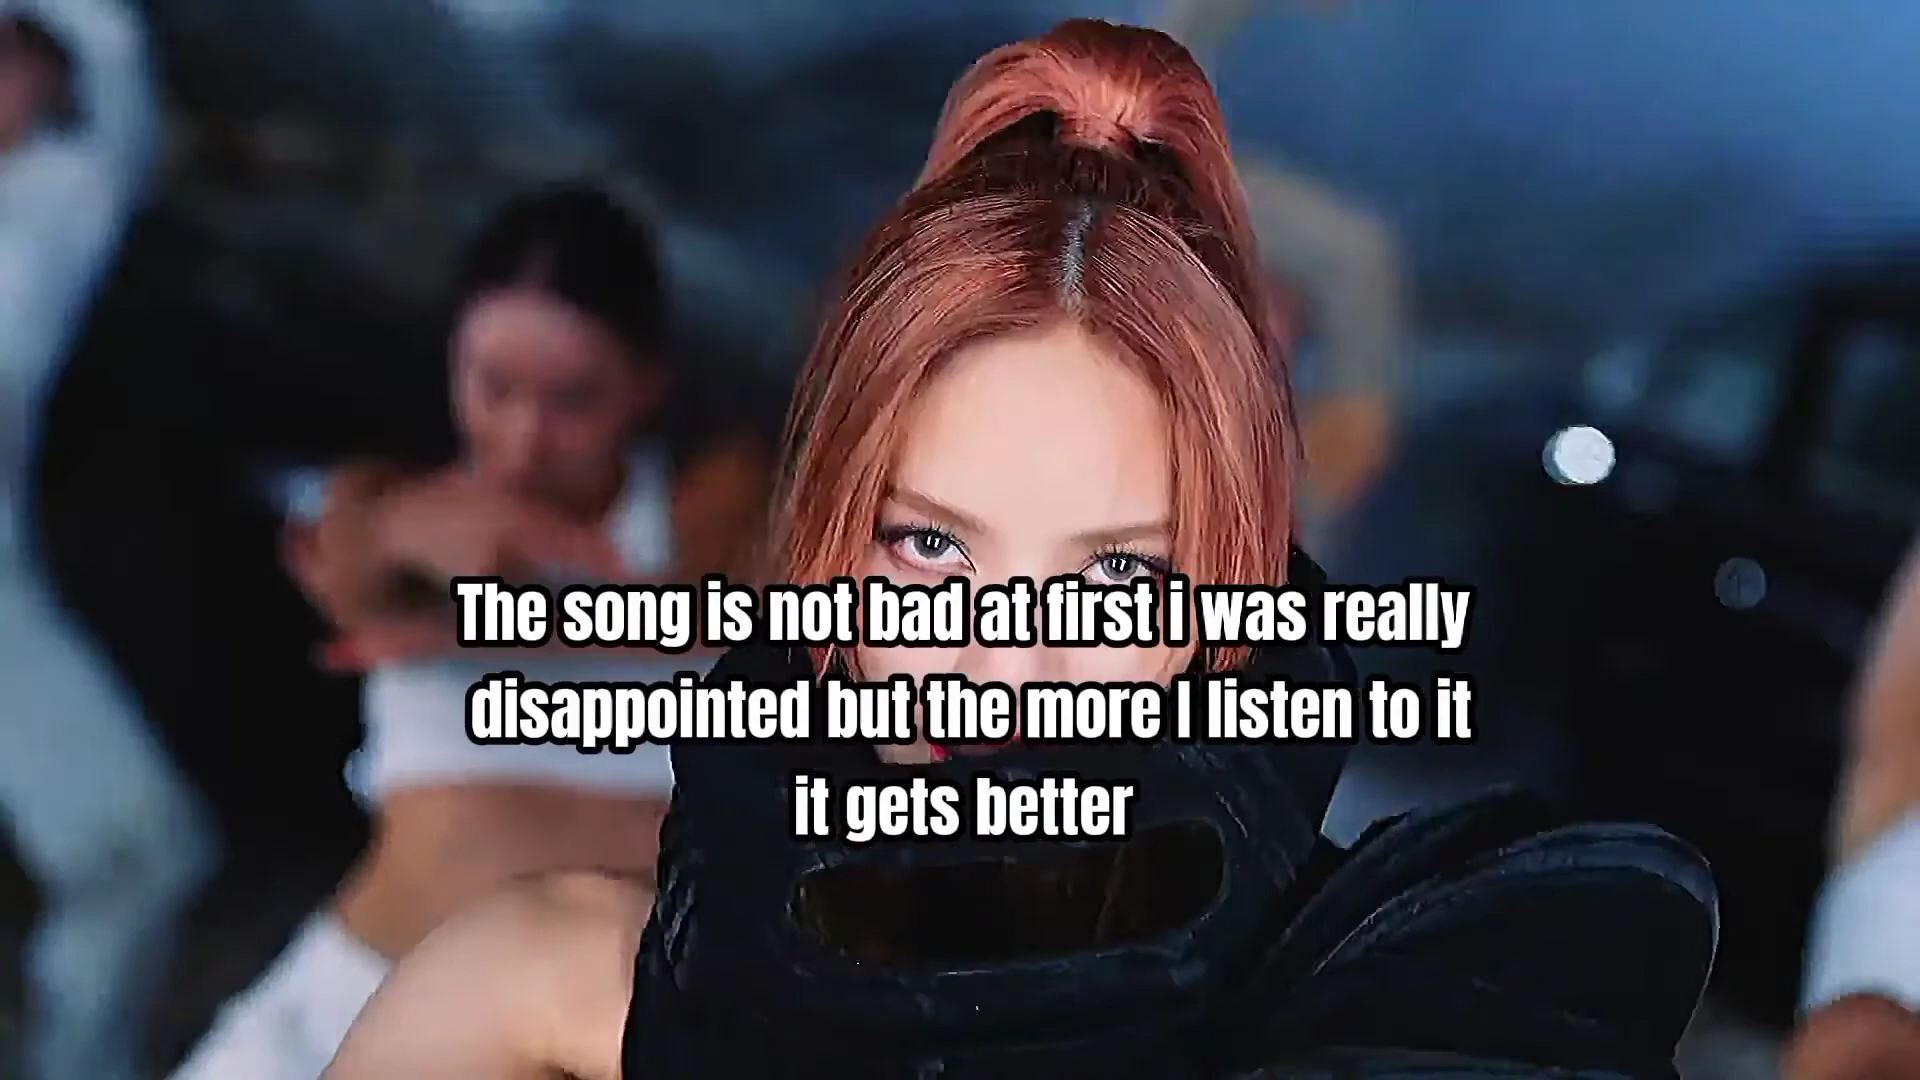 The song is not bad at first i was really
disappointed but the more I listen to it
it gets better